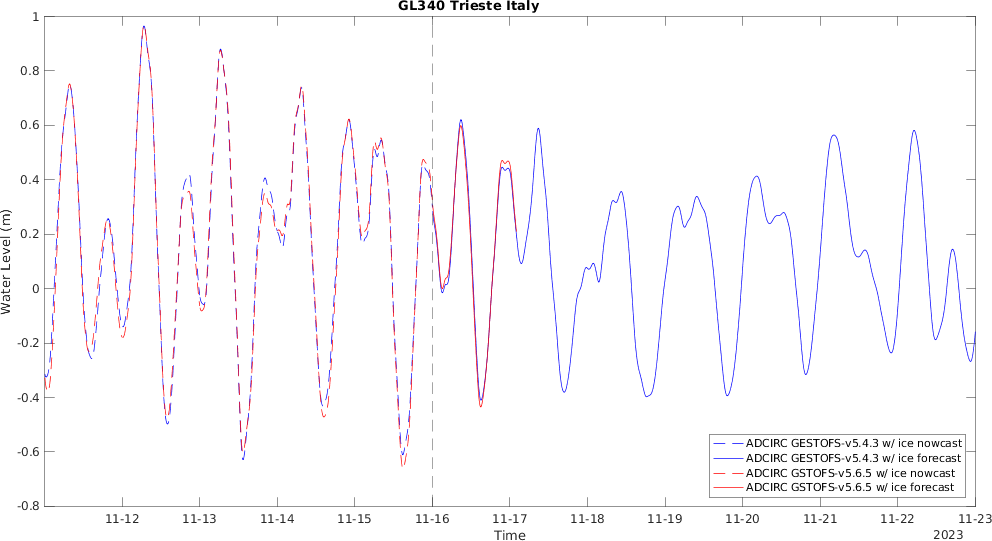 GL340 Trieste Italy
Water Level (m)
1
0.8
0.6
0.4
0.2
0
-0.2
-0.4
-0.6
-0.8
ADCIRC GESTOFS-v5.4.3 w/ ice nowcast
ADCIRC GESTOFS-v5.4.3 w/ ice forecast
ADCIRC GSTOFS-v5.6.5 w/ ice nowcast
ADCIRC GSTOFS-v5.6.5 w/ ice forecast
11-12 11-13 11-14 11-15 11-16 11-17 11-18 11-19 11-20 11-21 11-22 11-23
Time
2023